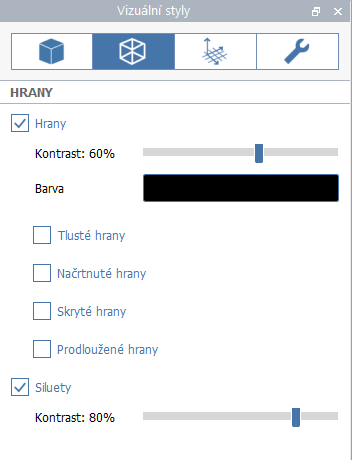 Vizuální styly
HRANY
Hrany
Kontrast: 60%
Barva
Tlusté hrany
Načrtnuté hrany
Skryté hrany
Prodloužené hrany
Siluety
Kontrast: 80%